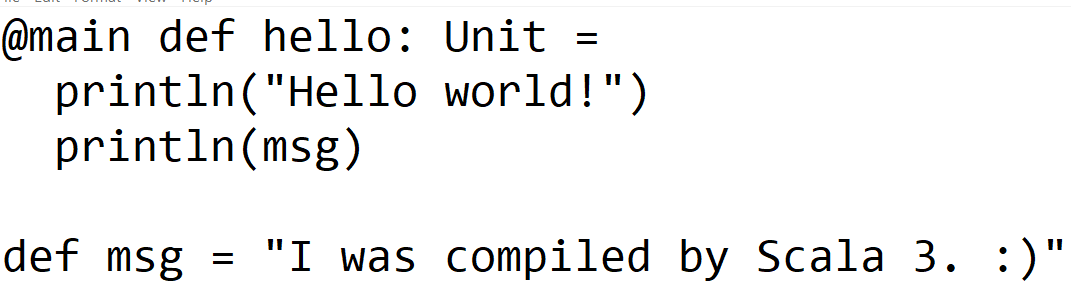 @main def hello: Unit =
  println("Hello world!")
  println(msg)

def msg = "I was compiled by Scala 3. :)"